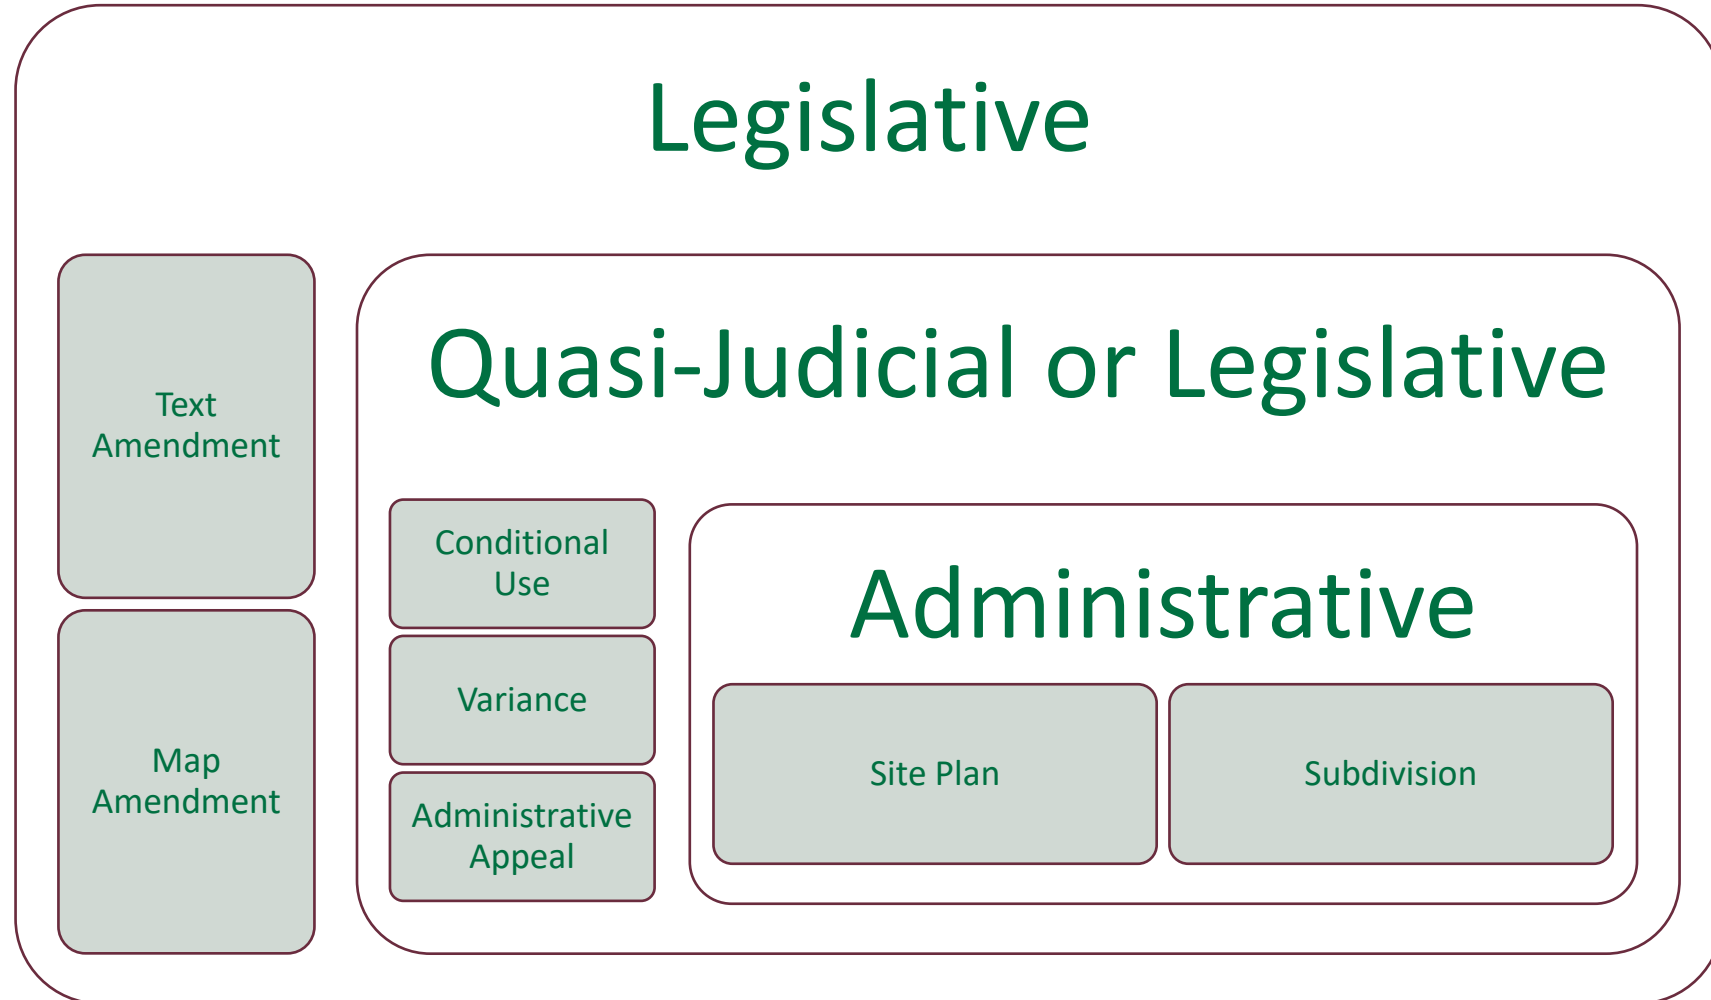 Legislative
Text
Amendment
Map
Amendment
Quasi-Judicial or Legislative
Conditional
Use
Variance
Administrative
Appeal
Administrative
Site Plan
Subdivision